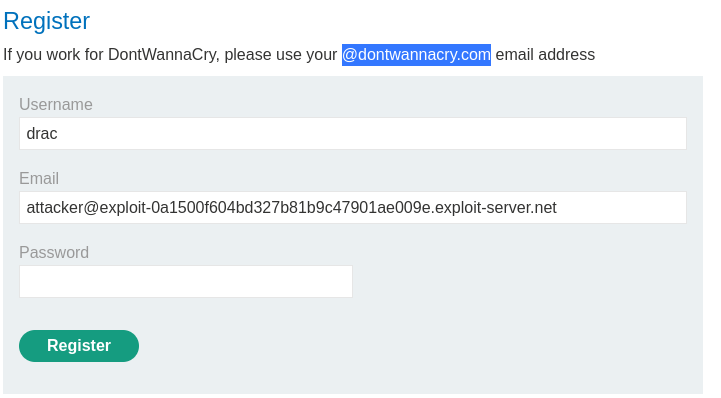 Register
If you work for DontWannaCry, please use your @dontwannacry.com email address
Username
drac
Email
attacker@exploit-0a1500f604bd327b81b9c47901ae009e.exploit-server.net
Password
Register